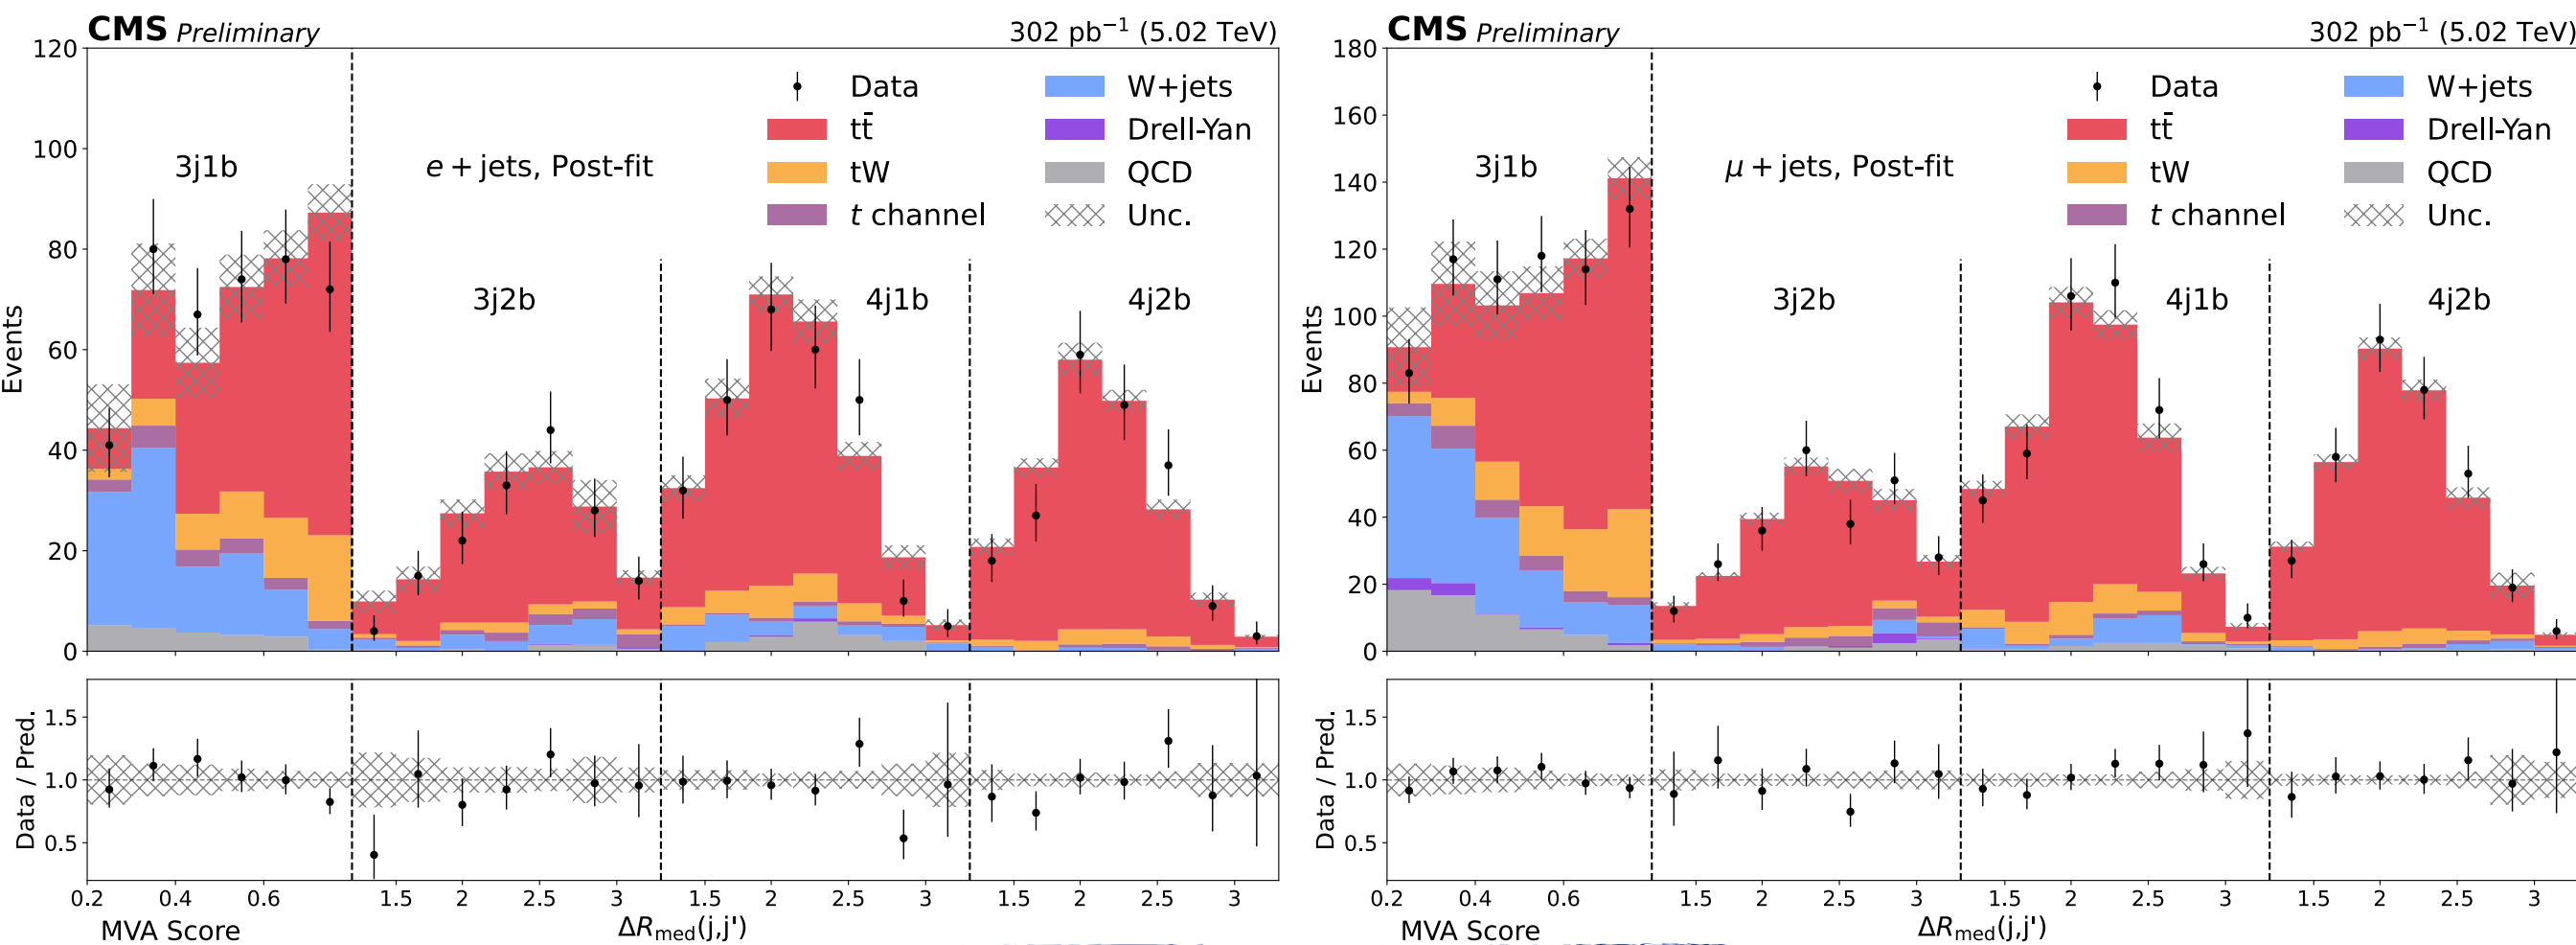 CMS Preliminary 302 pb⁻¹ (5.02 TeV)
120
100
80
60
40
20
0
Events
3j1b
e + jets, Post-fit
3j2b
4j1b
4j2b
Data
tt̄
tW
t channel
W+jets
Drell-Yan
QCD
Unc.
1.5
1.0
0.5
Data / Pred.
0.2 0.4 0.6 1.5 2 2.5 3 1.5 2 2.5 3 1.5 2 2.5 3
MVA Score ΔR_med(j,j')
CMS Preliminary 302 pb⁻¹ (5.02 TeV)
180
160
140
120
100
80
60
40
20
0
Events
3j1b
μ + jets, Post-fit
3j2b
4j1b
4j2b
Data
tt̄
tW
t channel
W+jets
Drell-Yan
QCD
Unc.
1.5
1.0
0.5
Data / Pred.
0.2 0.4 0.6 1.5 2 2.5 3 1.5 2 2.5 3 1.5 2 2.5 3
MVA Score ΔR_med(j,j')